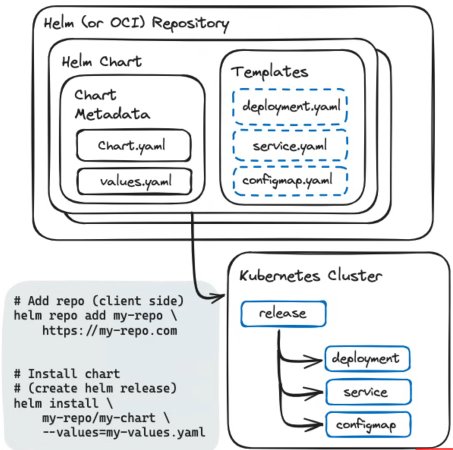 Helm (or OCI) Repository
Helm Chart
Chart
Metadata
Chart.yaml
values.yaml
Templates
deployment.yaml
service.yaml
configmap.yaml
Kubernetes Cluster
release
deployment
service
configmap
# Add repo (client side)
helm repo add my-repo \
https://my-repo.com
# Install chart
# (create helm release)
helm install \
my-repo/my-chart \
--values=my-values.yaml